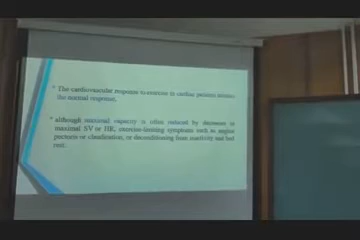 The cardiovascular response to exercise in cardiac patients mimics
the normal response,
although maximal capacity is often reduced by decreases in
maximal SV or HR, exercise-limiting symptoms such as angina
pectoris or claudication, or deconditioning from inactivity and bed
rest.